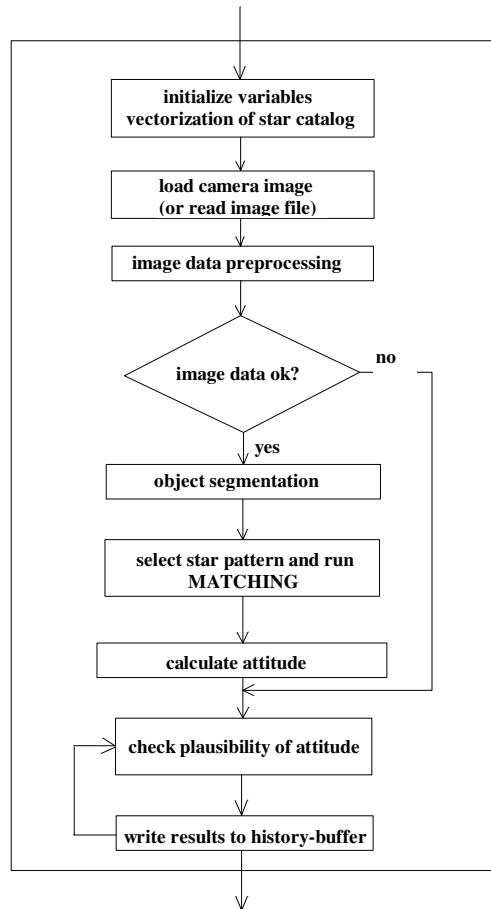 initialize variables
vectorization of star catalog
load camera image
(or read image file)
image data preprocessing
image data ok?
no
yes
object segmentation
select star pattern and run
MATCHING
calculate attitude
check plausibility of attitude
write results to history-buffer